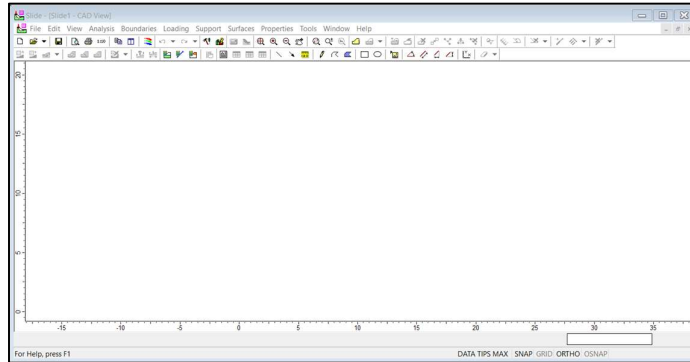 Slide - [Slide1 - CAD View]
File Edit View Analysis Boundaries Loading Support Surfaces Properties Tools Window Help
20
15
10
5
0
-15 -10 -5 0 5 10 15 20 25 30 35
For Help, press F1
DATA TIPS MAX SNAP GRID ORTHO OSNAP